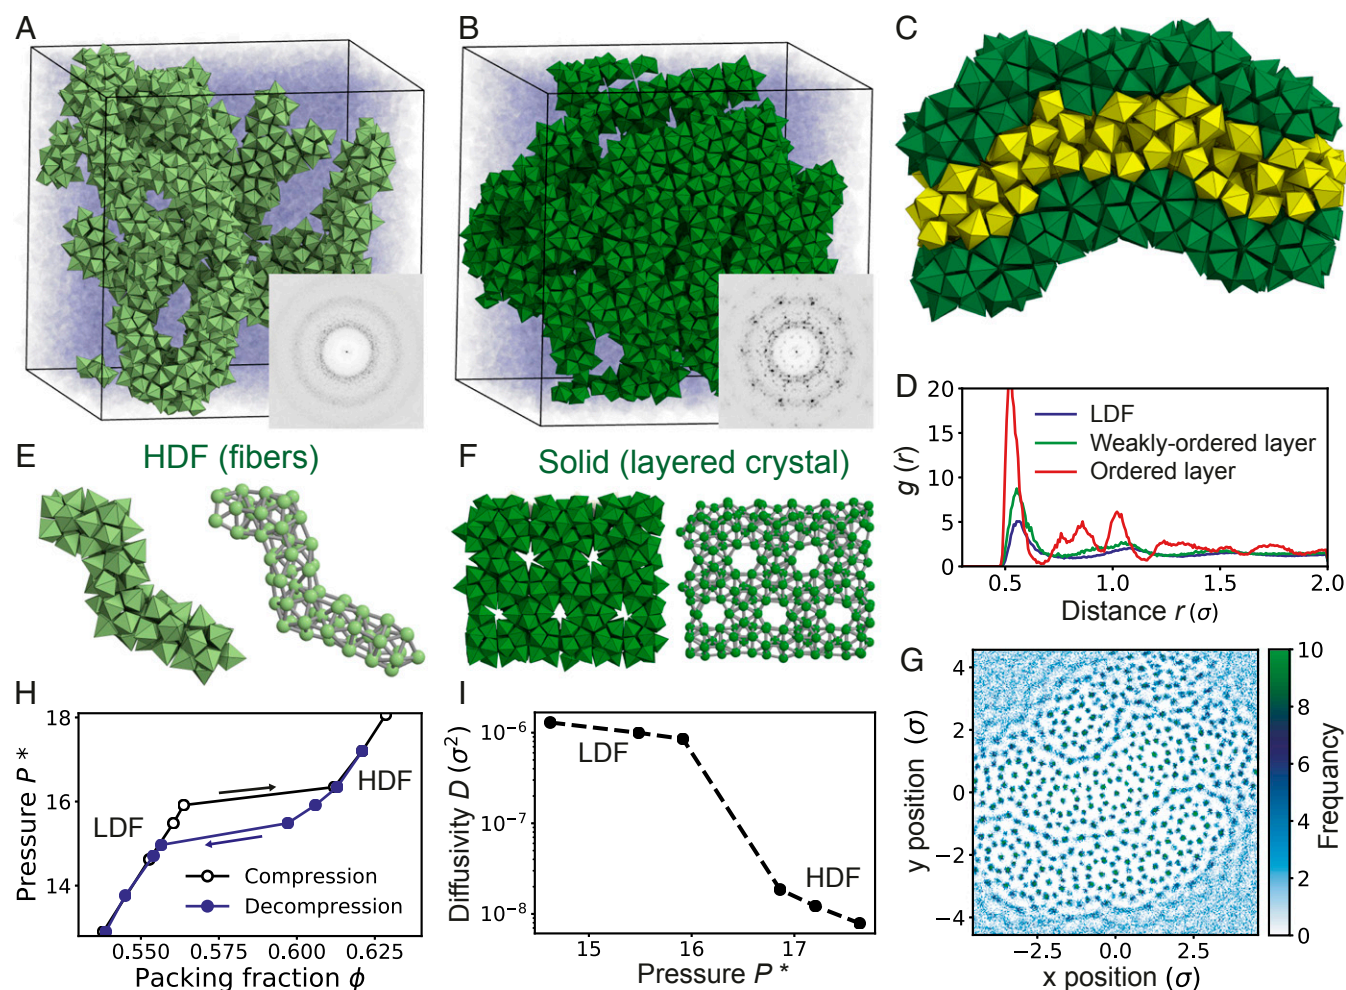 A
B
C
D
20
15
10
5
0
g (r)
LDF
Weakly-ordered layer
Ordered layer
0.5
1.0
1.5
2.0
Distance r (σ)
E
HDF (fibers)
F
Solid (layered crystal)
G
4
2
0
−2
−4
y position (σ)
−2.5
0.0
2.5
x position (σ)
10
8
6
4
2
0
Frequancy
H
18
16
14
Pressure P *
LDF
HDF
Compression
Decompression
0.550
0.575
0.600
0.625
Packing fraction ϕ
I
10⁻⁶
10⁻⁷
10⁻⁸
Diffusivity D (σ²)
LDF
HDF
15
16
17
Pressure P *